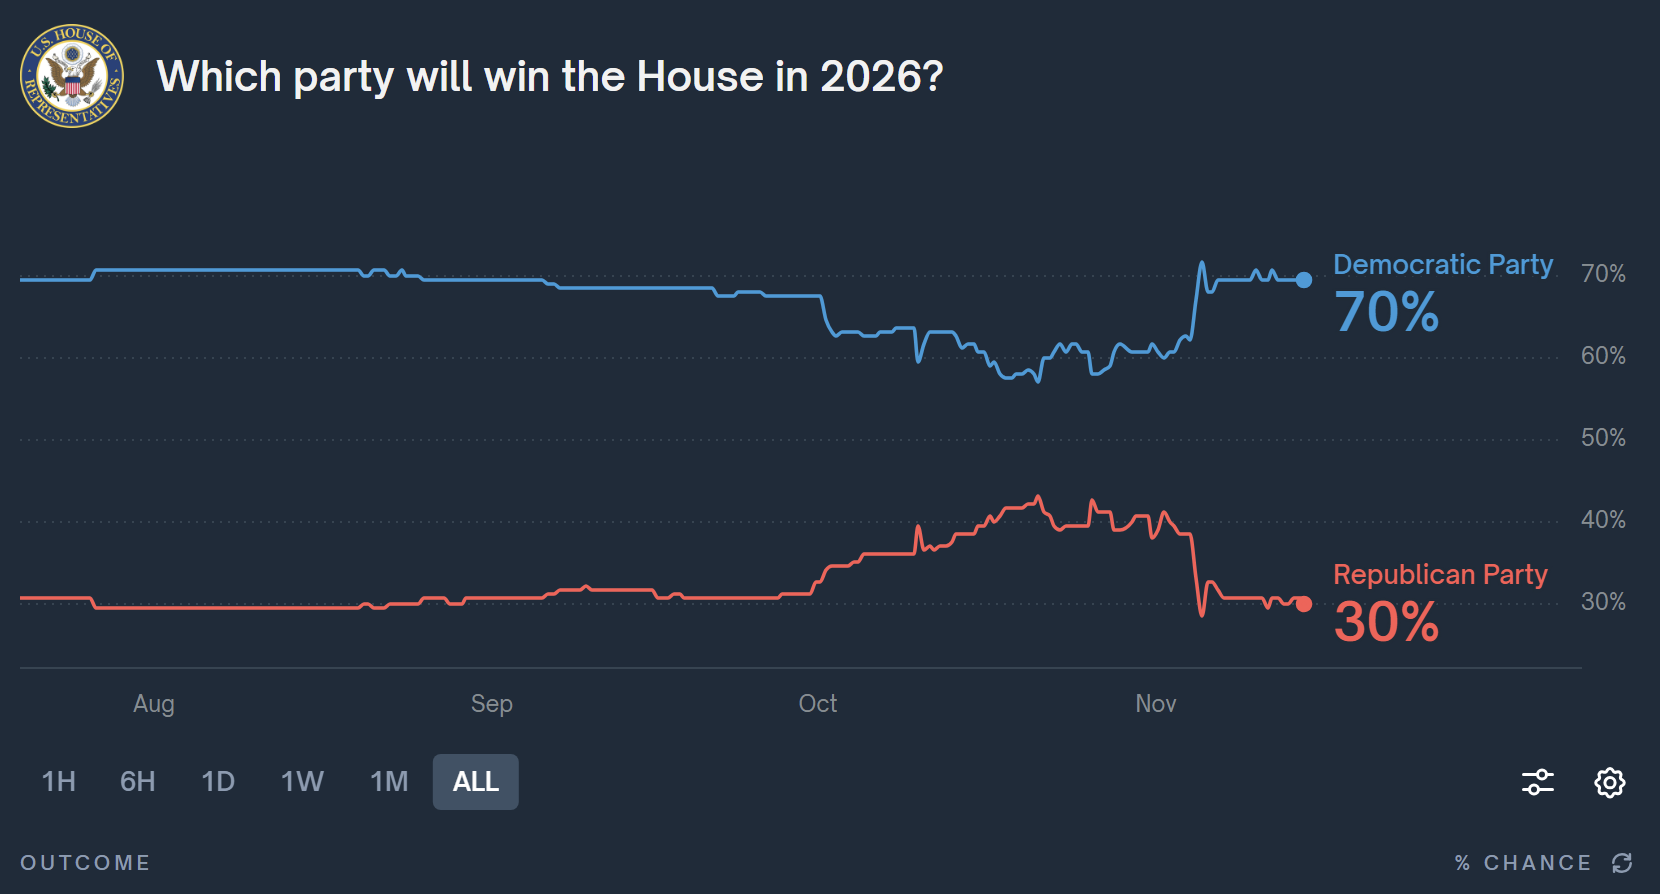 U.S. HOUSE OF
REPRESENTATIVES
Which party will win the House in 2026?
Democratic Party
70%
70%
60%
50%
40%
Republican Party
30%
30%
Aug Sep Oct Nov
1H 6H 1D 1W 1M ALL
OUTCOME % CHANCE